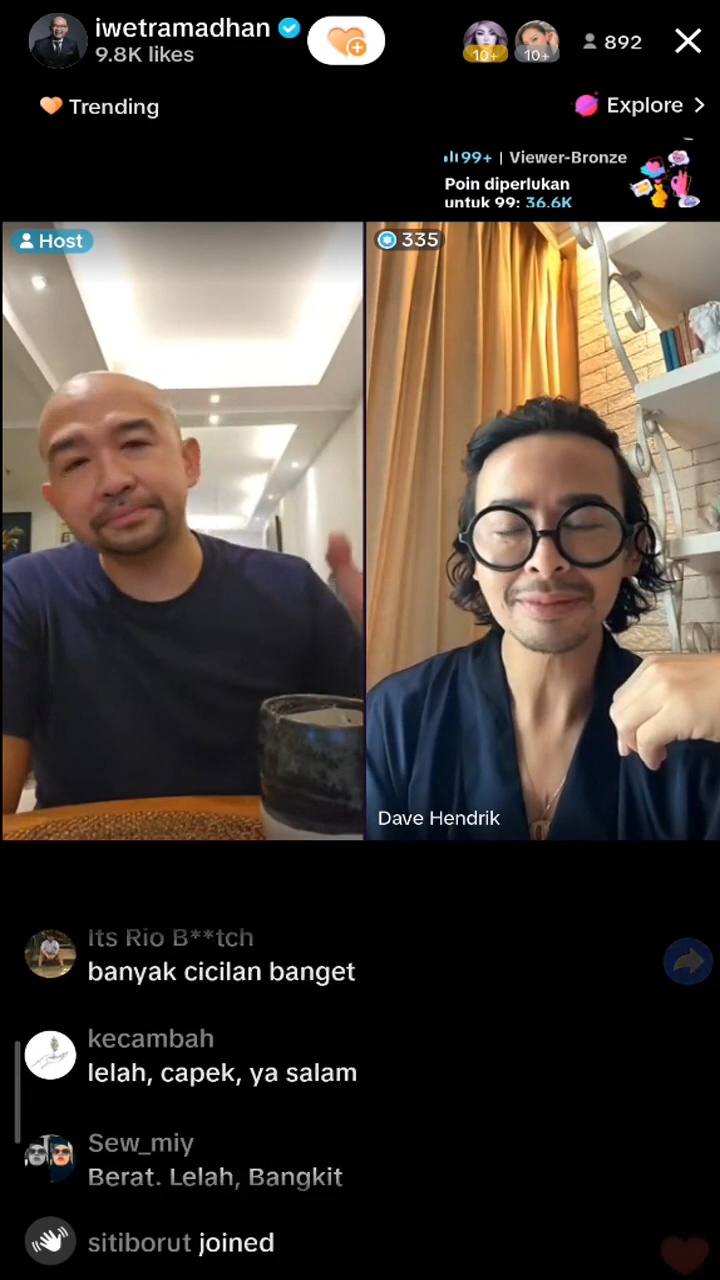 iwetramadhan
9.8K likes
10+
10+
892
Trending
Explore
99+ | Viewer-Bronze
Poin diperlukan
untuk 99: 36.6K
Host
335
Dave Hendrik
Its Rio B**tch
banyak cicilan banget
kecambah
lelah, capek, ya salam
Sew_miy
Berat. Lelah, Bangkit
sitiborut joined